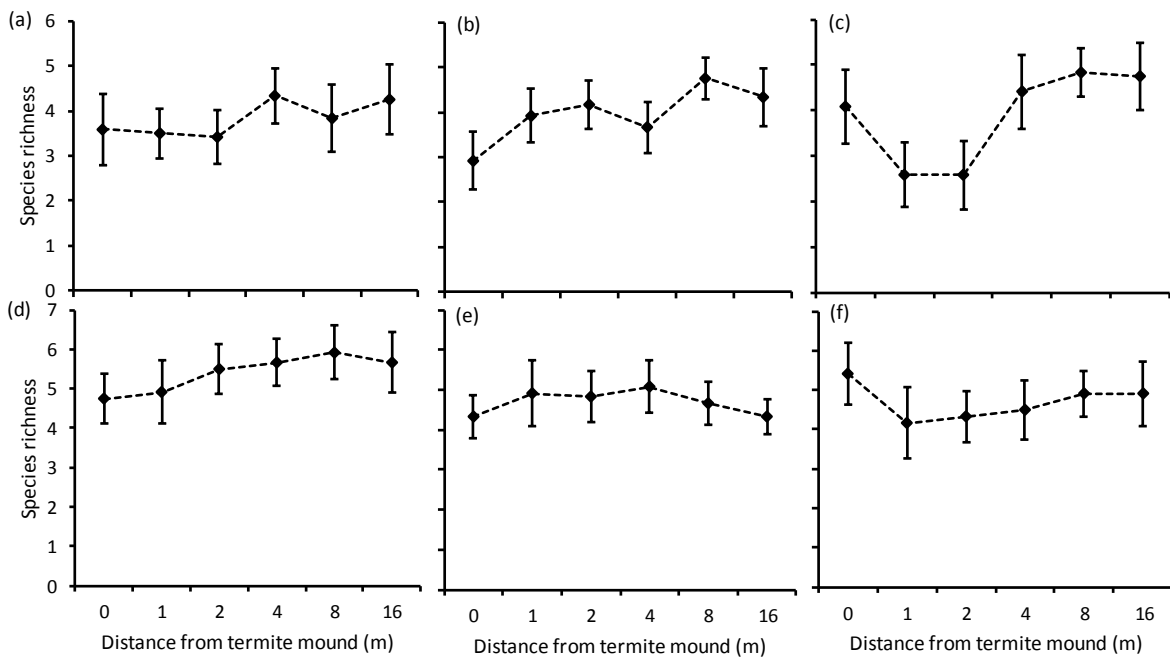 (a) (b) (c)
6
5
4
3
2
1
0
Species richness
(d) (e) (f)
7
6
5
4
3
2
1
0
Species richness
0 1 2 4 8 16 0 1 2 4 8 16 0 1 2 4 8 16
Distance from termite mound (m) Distance from termite mound (m) Distance from termite mound (m)